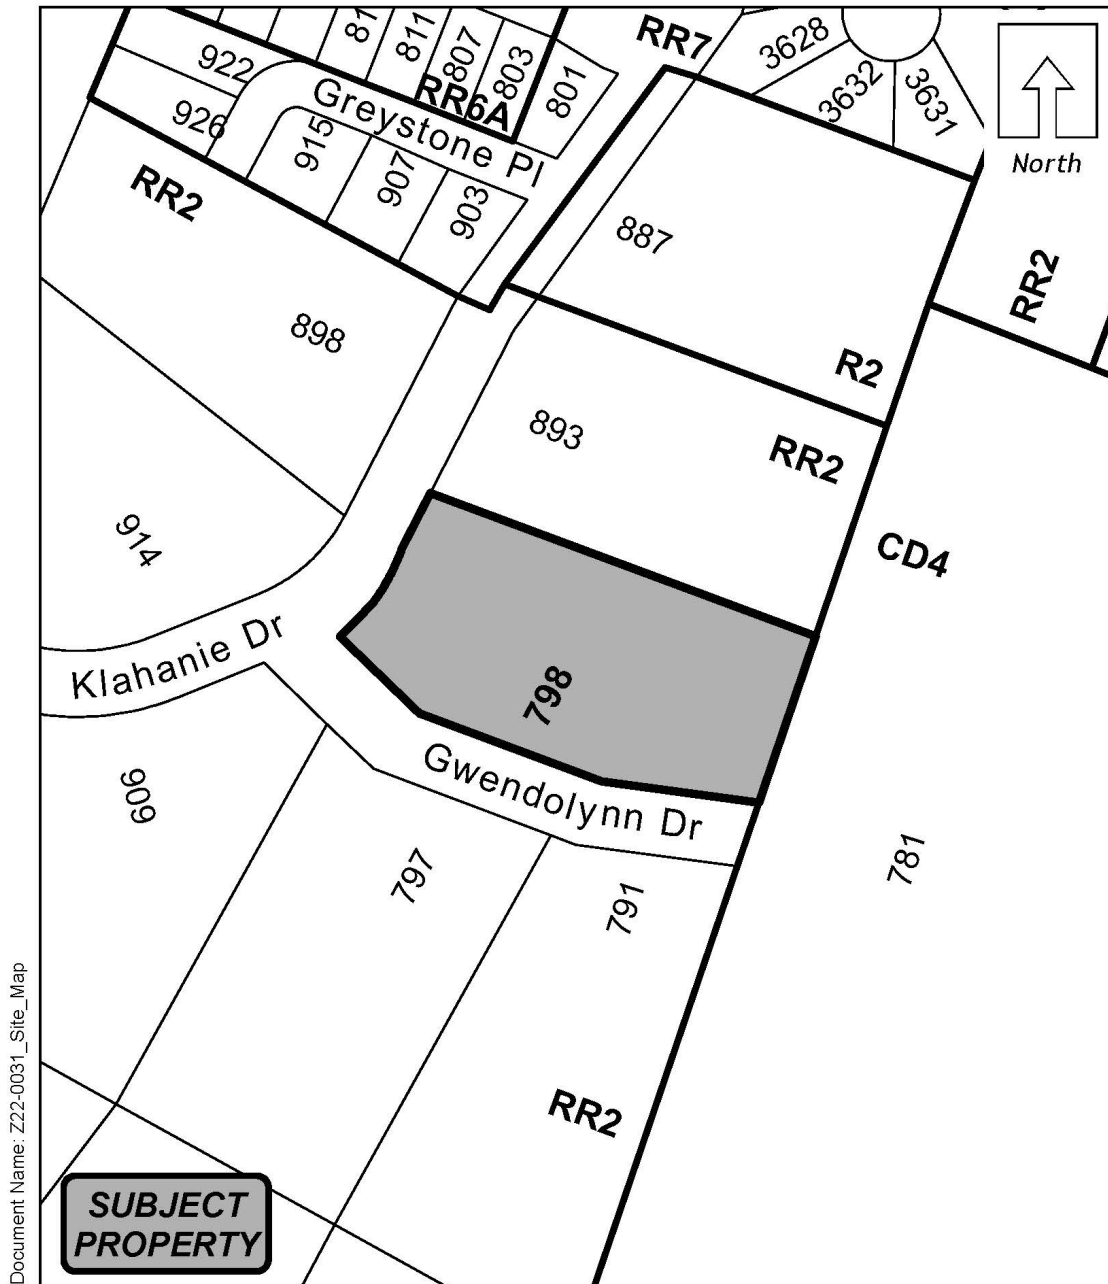 RR7
3628
3632
3631
North
922
926
81
811
807
803
801
RR6A
Greystone Pl
915
907
903
RR2
887
RR2
898
R2
893
RR2
914
CD4
Klahanie Dr
798
Gwendolynn Dr
906
797
791
781
RR2
SUBJECT
PROPERTY
Document Name: Z22-0031_Site_Map